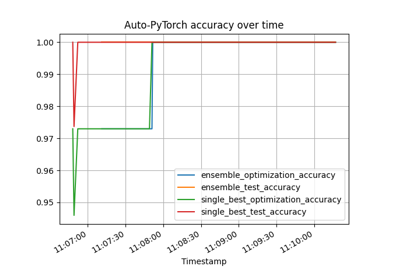 Auto-PyTorch accuracy over time
1.00
0.99
0.98
0.97
0.96
0.95
ensemble_optimization_accuracy
ensemble_test_accuracy
single_best_optimization_accuracy
single_best_test_accuracy
11:07:00
11:07:30
11:08:00
11:08:30
11:09:00
11:09:30
11:10:00
Timestamp